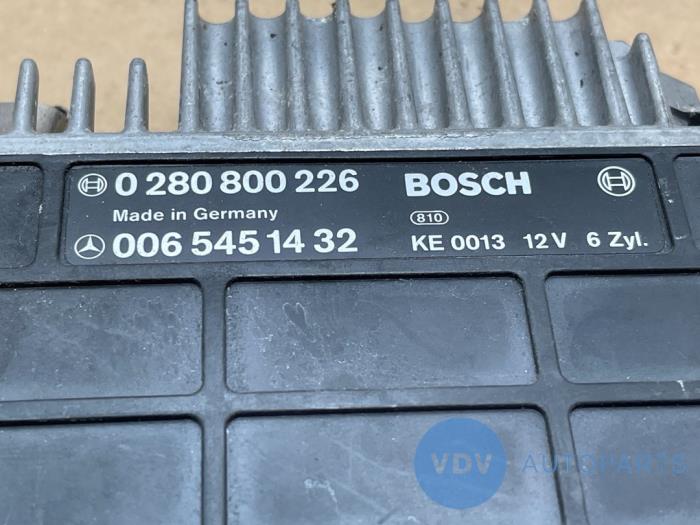 0 280 800 226 BOSCH
Made in Germany 810
006 545 14 32 KE 0013 12 V 6 Zyl.
VDV AUTOPARTS